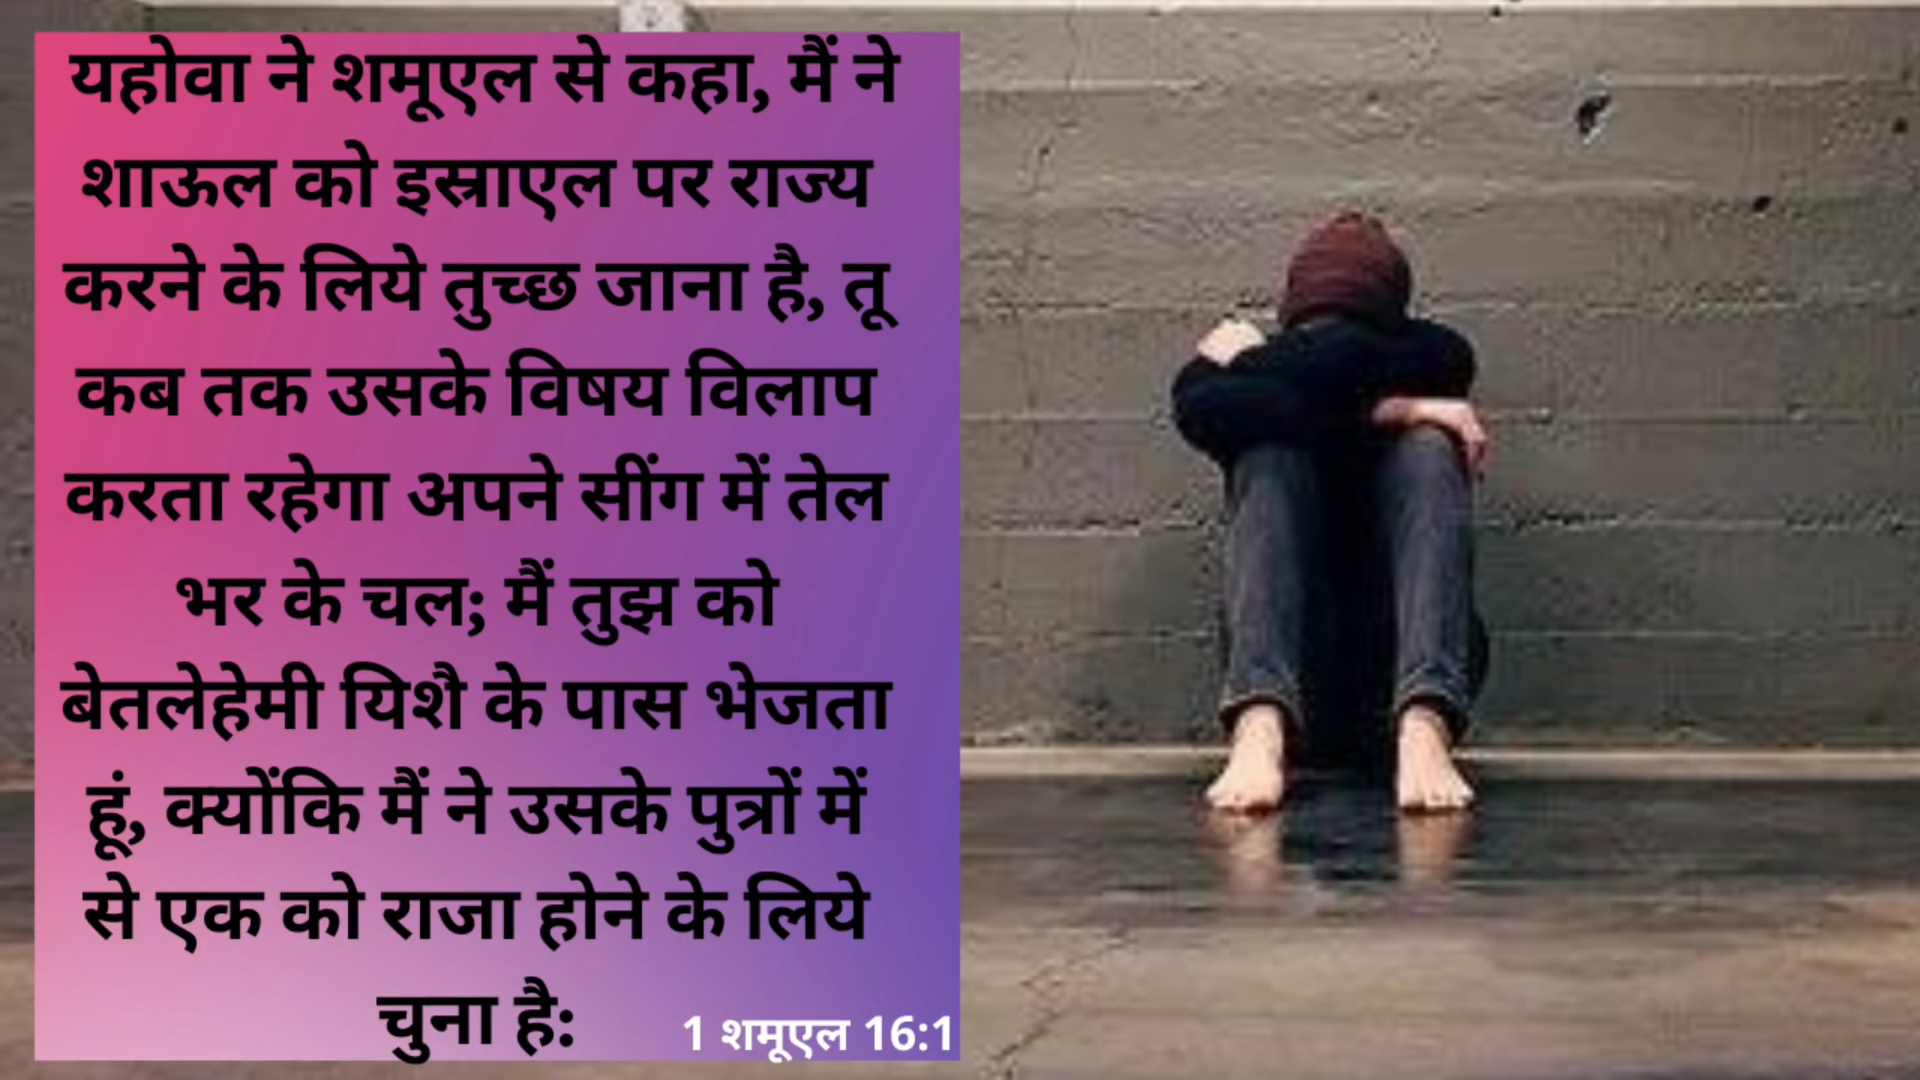 यहोवा ने शमूएल से कहा, मैं ने
शाऊल को इस्राएल पर राज्य
करने के लिये तुच्छ जाना है, तू
कब तक उसके विषय विलाप
करता रहेगा अपने सींग में तेल
भर के चल; मैं तुझ को
बेतलेहेमी यिशै के पास भेजता
हूं, क्योंकि मैं ने उसके पुत्रों में
से एक को राजा होने के लिये
चुना है:
1 शमूएल 16:1